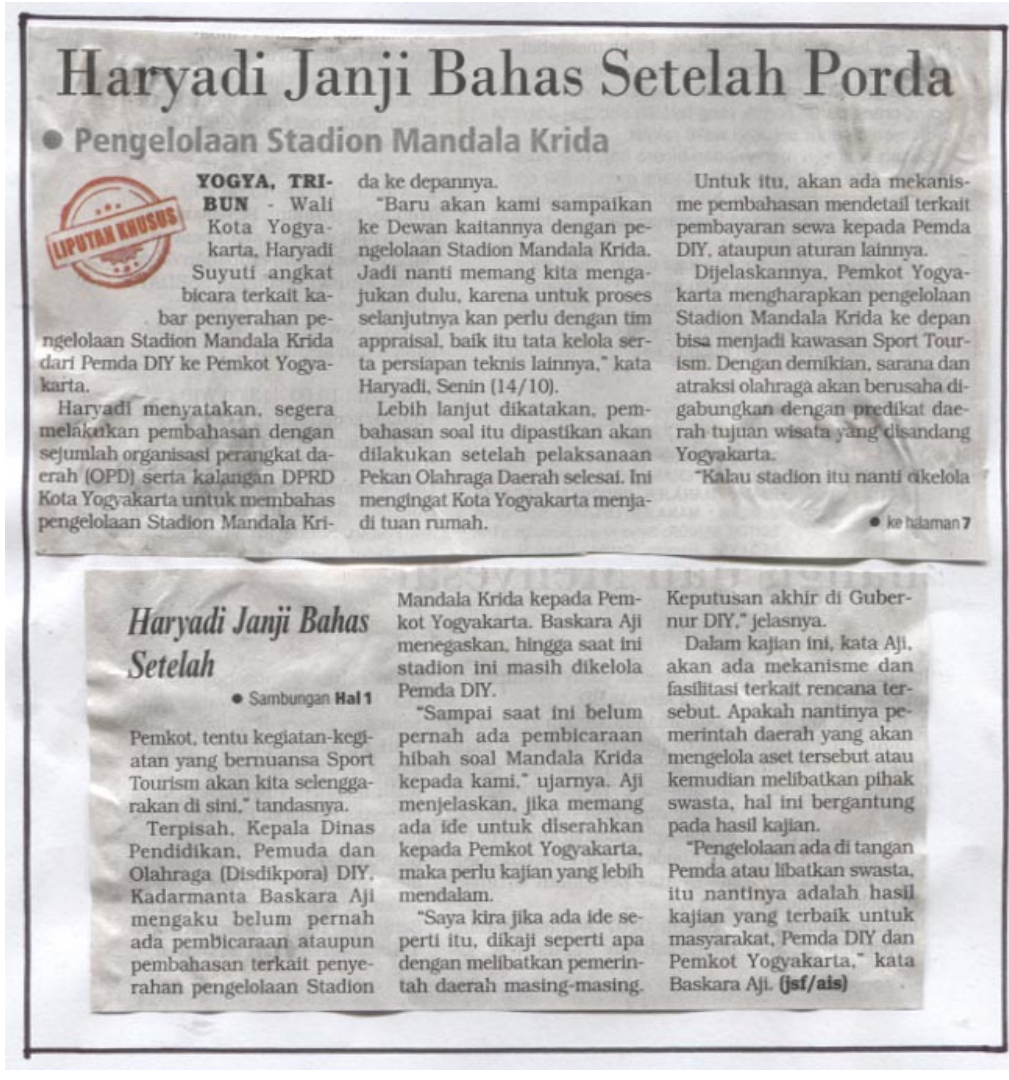 Haryadi Janji Bahas Setelah Porda
● Pengelolaan Stadion Mandala Krida
LIPUTAN KHUSUS
YOGYA, TRI-
BUN - Wali
Kota Yogya-
karta, Haryadi
Suyuti angkat
bicara terkait ka-
bar penyerahan pe-
ngelolaan Stadion Mandala Krida
dari Pemda DIY ke Pemkot Yogya-
karta.
Haryadi menyatakan, segera
melakukan pembahasan dengan
sejumlah organisasi perangkat da-
erah (OPD) serta kalangan DPRD
Kota Yogyakarta untuk membahas
pengelolaan Stadion Mandala Kri-
da ke depannya.
"Baru akan kami sampaikan
ke Dewan kaitannya dengan pe-
ngelolaan Stadion Mandala Krida.
Jadi nanti memang kita menga-
jukan dulu, karena untuk proses
selanjutnya kan perlu dengan tim
appraisal, baik itu tata kelola ser-
ta persiapan teknis lainnya," kata
Haryadi, Senin (14/10).
Lebih lanjut dikatakan, pem-
bahasan soal itu dipastikan akan
dilakukan setelah pelaksanaan
Pekan Olahraga Daerah selesai. Ini
mengingat Kota Yogyakarta menja-
di tuan rumah.
Untuk itu, akan ada mekanis-
me pembahasan mendetail terkait
pembayaran sewa kepada Pemda
DIY, ataupun aturan lainnya.
Dijelaskannya, Pemkot Yogya-
karta mengharapkan pengelolaan
Stadion Mandala Krida ke depan
bisa menjadi kawasan Sport Tour-
ism. Dengan demikian, sarana dan
atraksi olahraga akan berusaha di-
gabungkan dengan predikat dae-
rah tujuan wisata yang disandang
Yogyakarta.
"Kalau stadion itu nanti dikelola
● ke halaman 7
Haryadi Janji Bahas
Setelah
● Sambungan Hal 1
Pemkot, tentu kegiatan-kegi-
atan yang bernuansa Sport
Tourism akan kita selengga-
rakan di sini," tandasnya.
Terpisah, Kepala Dinas
Pendidikan, Pemuda dan
Olahraga (Disdikpora) DIY,
Kadarmanta Baskara Aji
mengaku belum pernah
ada pembicaraan ataupun
pembahasan terkait penye-
rahan pengelolaan Stadion
Mandala Krida kepada Pem-
kot Yogyakarta. Baskara Aji
menegaskan, hingga saat ini
stadion ini masih dikelola
Pemda DIY.
"Sampai saat ini belum
pernah ada pembicaraan
hibah soal Mandala Krida
kepada kami," ujarnya. Aji
menjelaskan, jika memang
ada ide untuk diserahkan
kepada Pemkot Yogyakarta,
maka perlu kajian yang lebih
mendalam.
"Saya kira jika ada ide se-
perti itu, dikaji seperti apa
dengan melibatkan pemerin-
tah daerah masing-masing.
Keputusan akhir di Guber-
nur DIY," jelasnya.
Dalam kajian ini, kata Aji,
akan ada mekanisme dan
fasilitasi terkait rencana ter-
sebut. Apakah nantinya pe-
merintah daerah yang akan
mengelola aset tersebut atau
kemudian melibatkan pihak
swasta, hal ini bergantung
pada hasil kajian.
"Pengelolaan ada di tangan
Pemda atau libatkan swasta,
itu nantinya adalah hasil
kajian yang terbaik untuk
masyarakat, Pemda DIY dan
Pemkot Yogyakarta," kata
Baskara Aji. (jsf/ais)